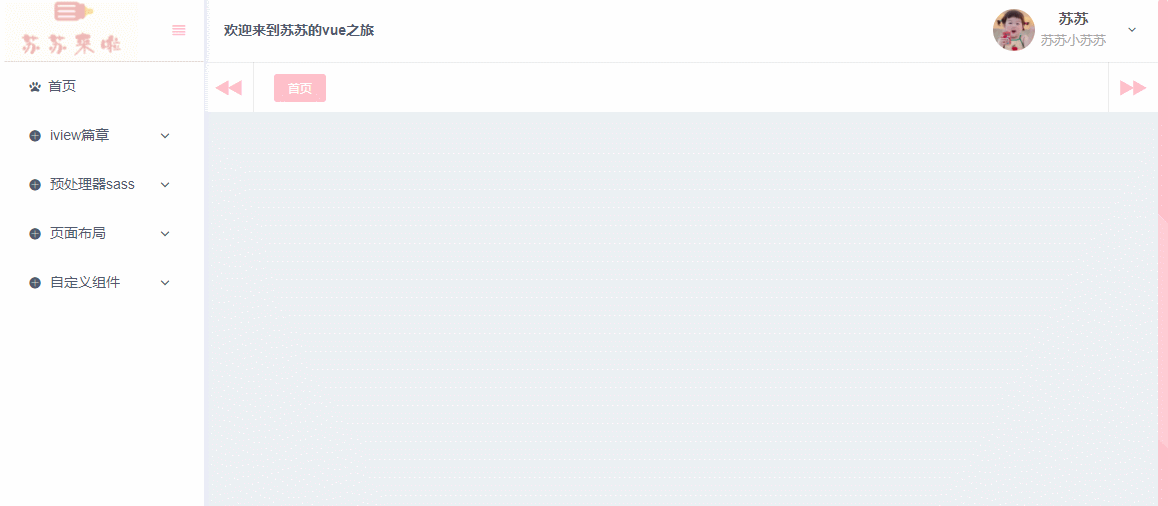 苏苏来啦
欢迎来到苏苏的vue之旅
苏苏
苏苏小苏苏
首页
首页
iview篇章
预处理器sass
页面布局
自定义组件